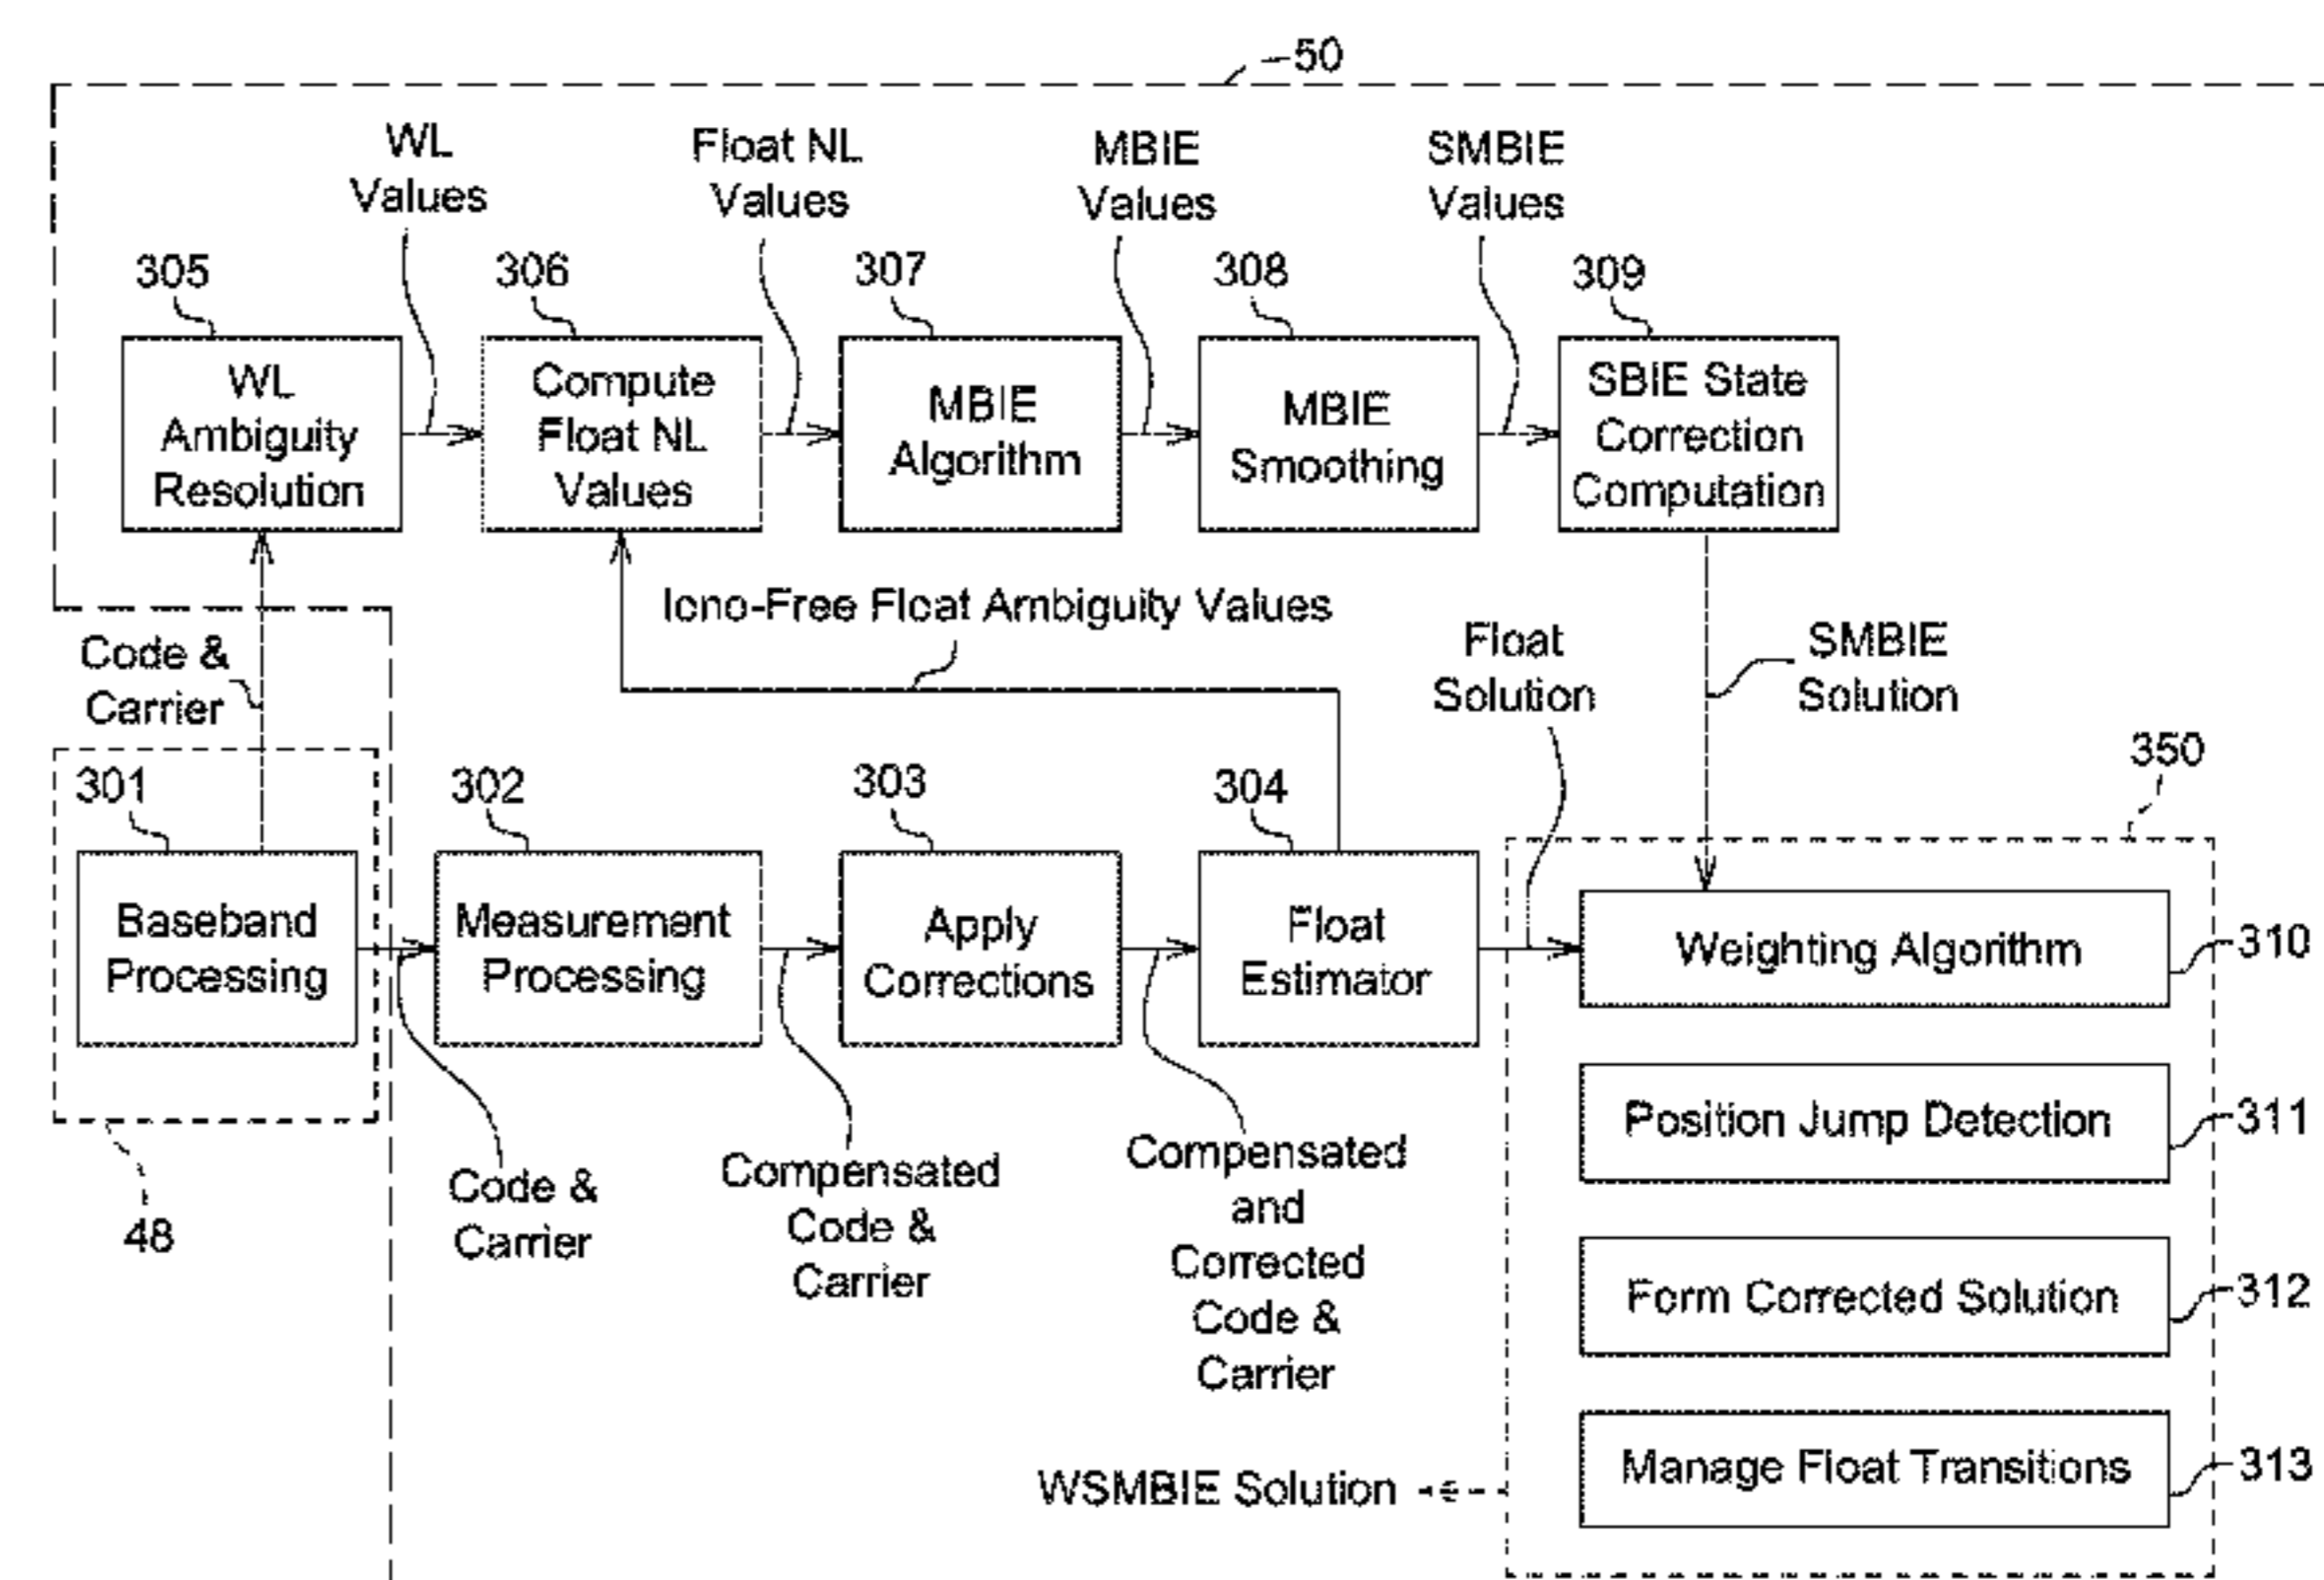 50
WL
Values
Float NL
Values
MBIE
Values
SMBIE
Values
305
306
307
308
309
WL
Ambiguity
Resolution
Compute
Float NL
Values
MBIE
Algorithm
MBIE
Smoothing
SBIE State
Correction
Computation
Iono-Free Float Ambiguity Values
Code &
Carrier
Float
Solution
SMBIE
Solution
350
301
302
303
304
Baseband
Processing
Measurement
Processing
Apply
Corrections
Float
Estimator
Weighting Algorithm
310
Position Jump Detection
311
Form Corrected Solution
312
Manage Float Transitions
313
48
Code &
Carrier
Compensated
Code &
Carrier
Compensated
and
Corrected
Code &
Carrier
WSMBIE Solution